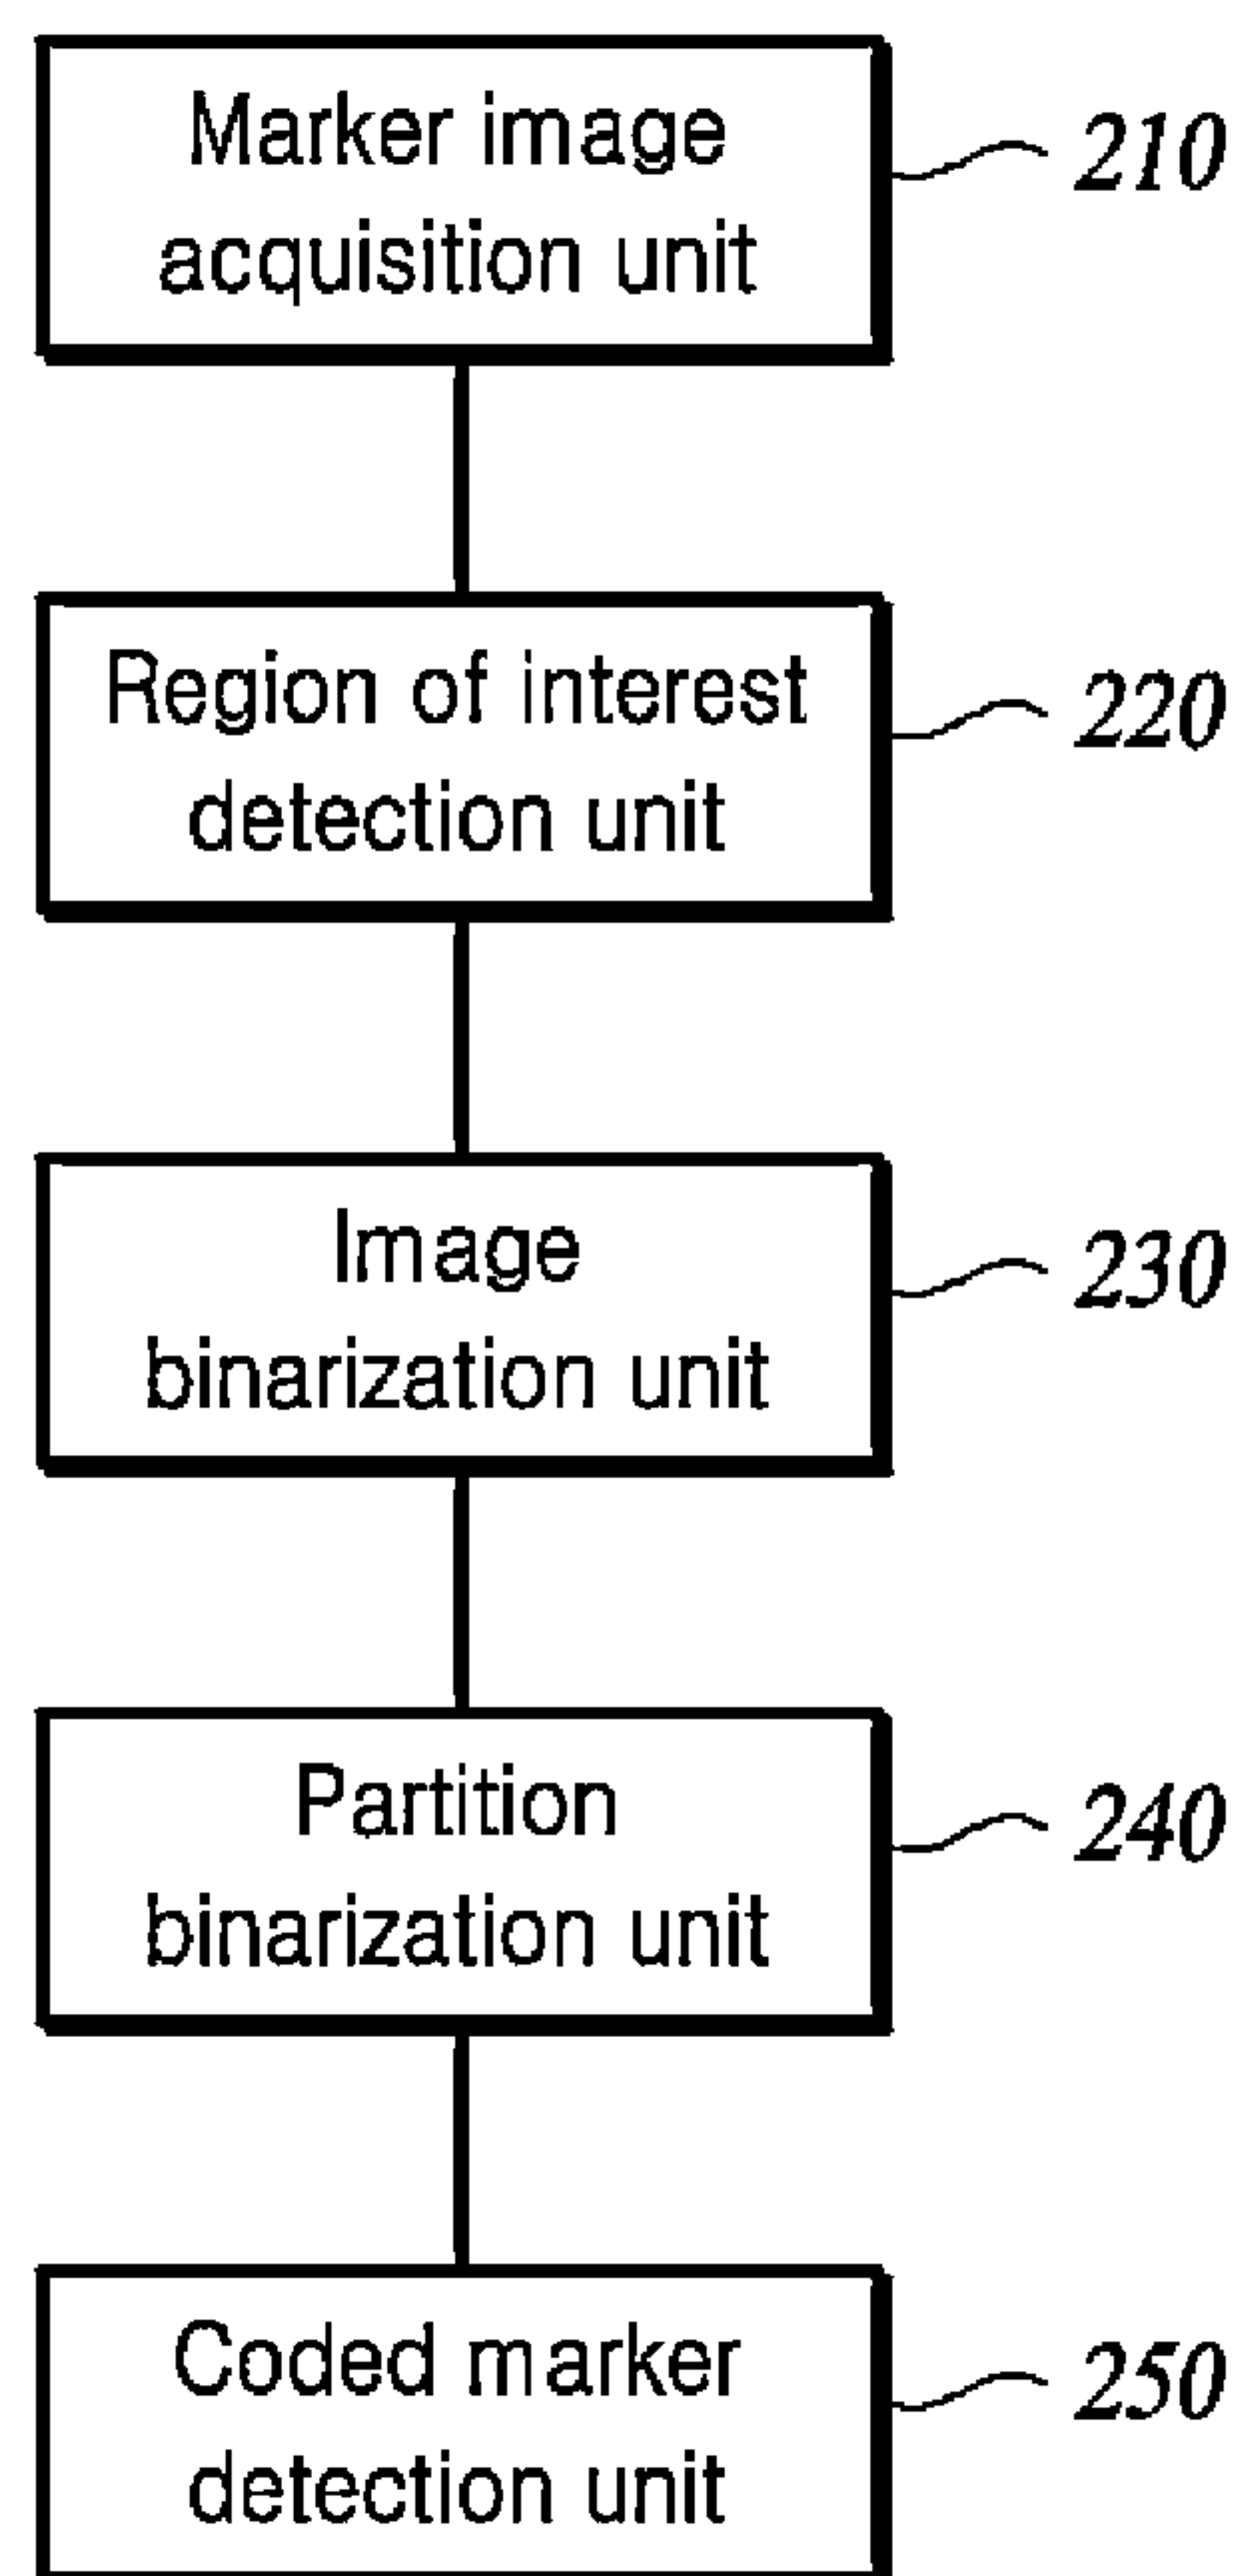 Marker image
acquisition unit
210
Region of interest
detection unit
220
Image
binarization unit
230
Partition
binarization unit
240
Coded marker
detection unit
250